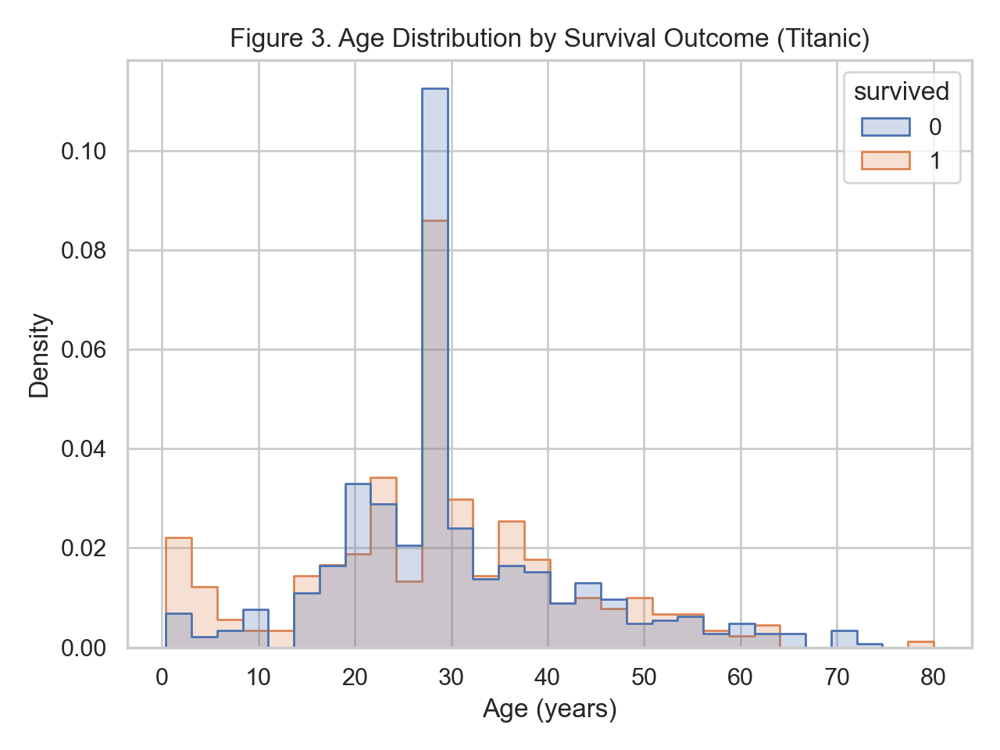 Figure 3. Age Distribution by Survival Outcome (Titanic)
survived
0
1
Density
0.10
0.08
0.06
0.04
0.02
0.00
0 10 20 30 40 50 60 70 80
Age (years)